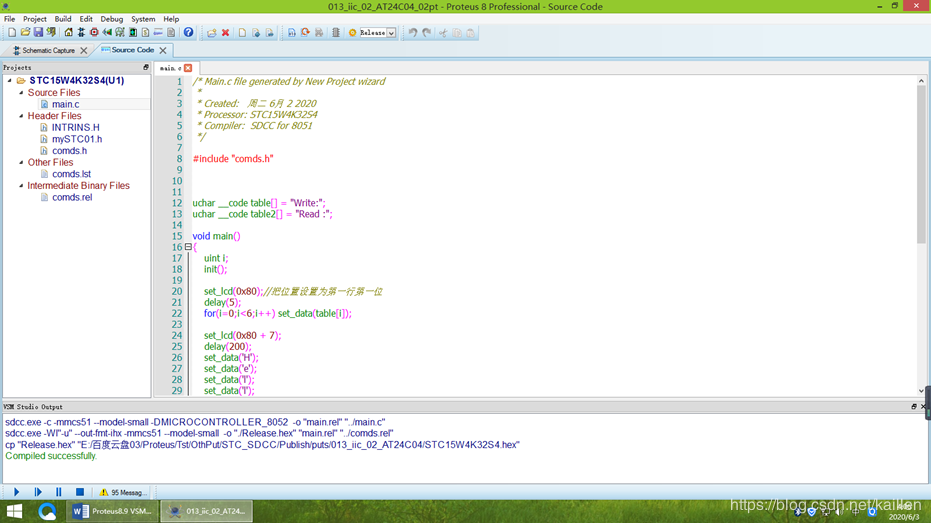 013_iic_02_AT24C04_02pt - Proteus 8 Professional - Source Code
File Project Build Edit Debug System Help
Release
Schematic Capture
Source Code
Projects
STC15W4K32S4(U1)
Source Files
main.c
Header Files
INTRINS.H
mySTC01.h
comds.h
Other Files
comds.lst
Intermediate Binary Files
comds.rel
main.c
1 /* Main.c file generated by New Project wizard
2 *
3 * Created: 周二 6月 2 2020
4 * Processor: STC15W4K32S4
5 * Compiler: SDCC for 8051
6 */
7
8 #include "comds.h"
9
10
11
12 uchar __code table[] = "Write:";
13 uchar __code table2[] = "Read :";
14
15 void main()
16 {
17 uint i;
18 init();
19
20 set_lcd(0x80);//把位置设置为第一行第一位
21 delay(5);
22 for(i=0;i<6;i++) set_data(table[i]);
23
24 set_lcd(0x80 + 7);
25 delay(200);
26 set_data('H');
27 set_data('e');
28 set_data('l');
29 set_data('l');
VSM Studio Output
sdcc.exe -c -mmcs51 --model-small -DMICROCONTROLLER_8052 -o "main.rel" "../main.c"
sdcc.exe -Wl"-u" --out-fmt-ihx -mmcs51 --model-small -o "./Release.hex" "main.rel" "../comds.rel"
cp "Release.hex" "E:/百度云盘03/Proteus/Tst/OthPut/STC_SDCC/Publish/puts/013_iic_02_AT24C04/STC15W4K32S4.hex"
Compiled successfully.
95 Messag...
Proteus8.9 VSM...
013_iic_02_AT24...
https://blog.csdn.net/kaillen
2020/6/3